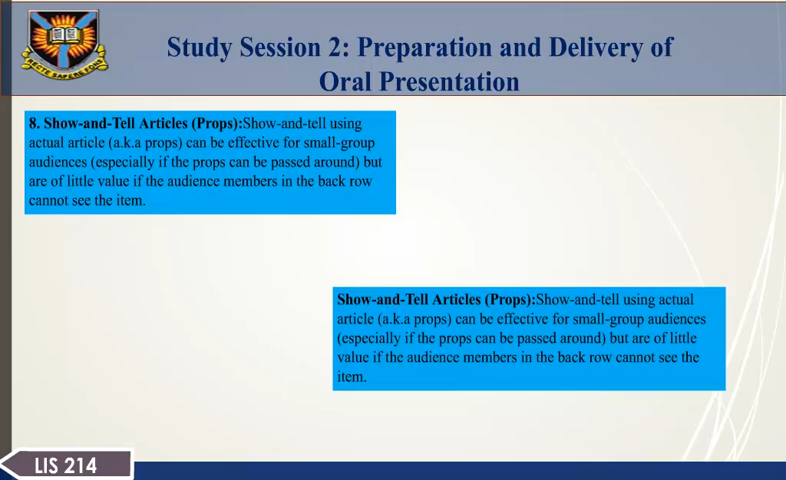 Study Session 2: Preparation and Delivery of
Oral Presentation
RECTE SAPERE FONS
8. Show-and-Tell Articles (Props):Show-and-tell using
actual article (a.k.a props) can be effective for small-group
audiences (especially if the props can be passed around) but
are of little value if the audience members in the back row
cannot see the item.
Show-and-Tell Articles (Props):Show-and-tell using actual
article (a.k.a props) can be effective for small-group audiences
(especially if the props can be passed around) but are of little
value if the audience members in the back row cannot see the
item.
LIS 214